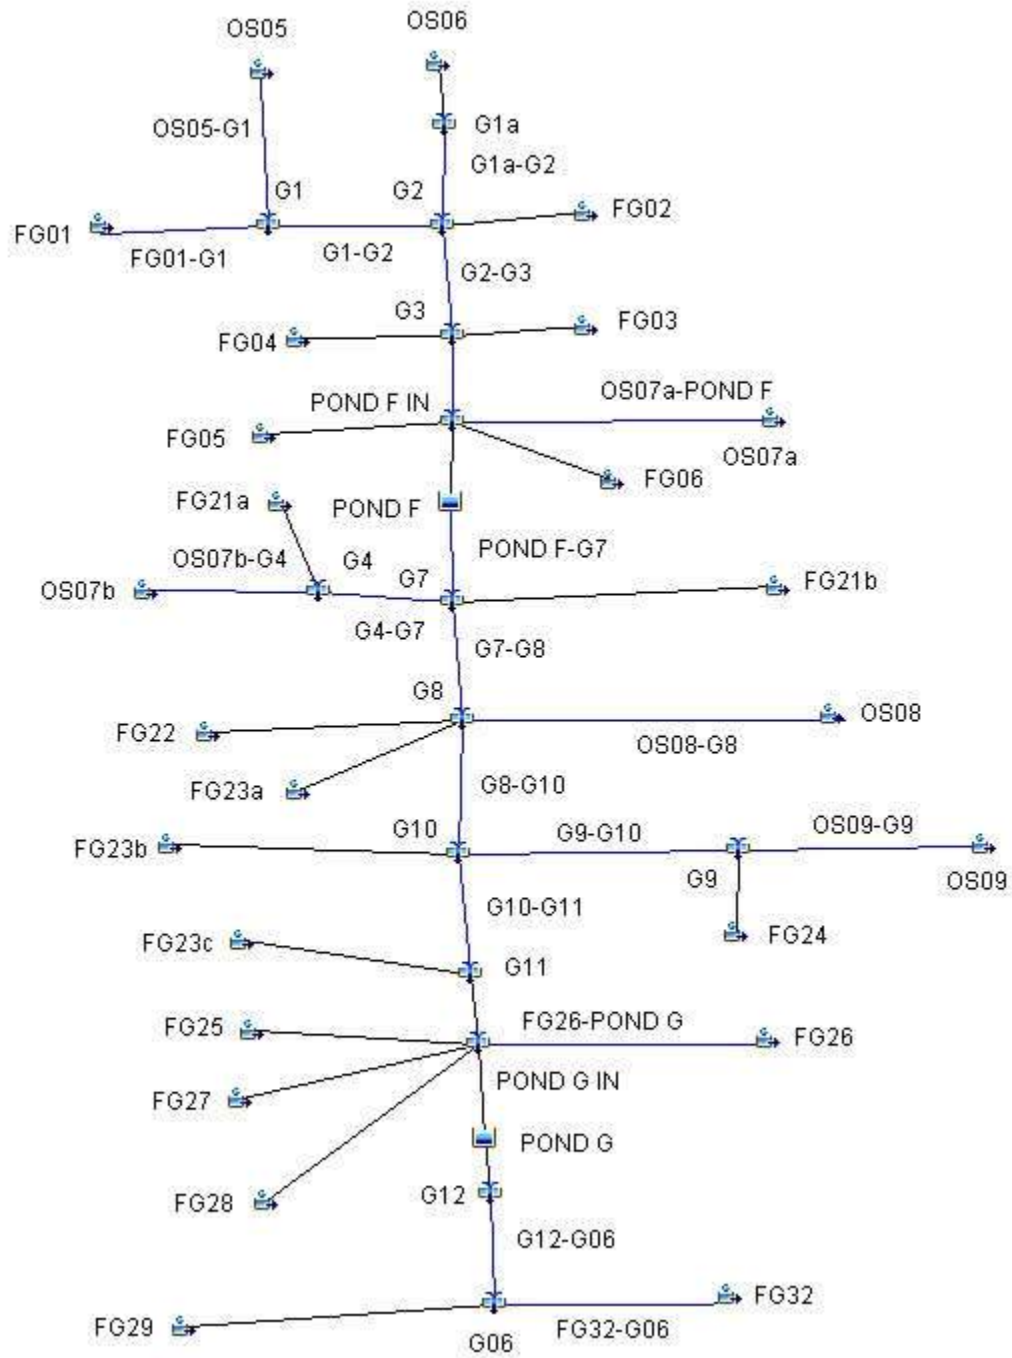 OS05
OS06
OS05-G1
G1a
G1a-G2
G1
G2
FG02
FG01
FG01-G1
G1-G2
G2-G3
G3
FG03
FG04
OS07a-POND F
POND F IN
FG05
OS07a
FG06
FG21a
POND F
POND F-G7
OS07b-G4
G4
G7
FG21b
OS07b
G4-G7
G7-G8
G8
OS08
FG22
OS08-G8
FG23a
G8-G10
G10
G9-G10
OS09-G9
FG23b
G9
OS09
G10-G11
FG24
FG23c
G11
FG26-POND G
FG25
FG26
POND G IN
FG27
POND G
FG28
G12
G12-G06
FG32
FG29
G06
FG32-G06